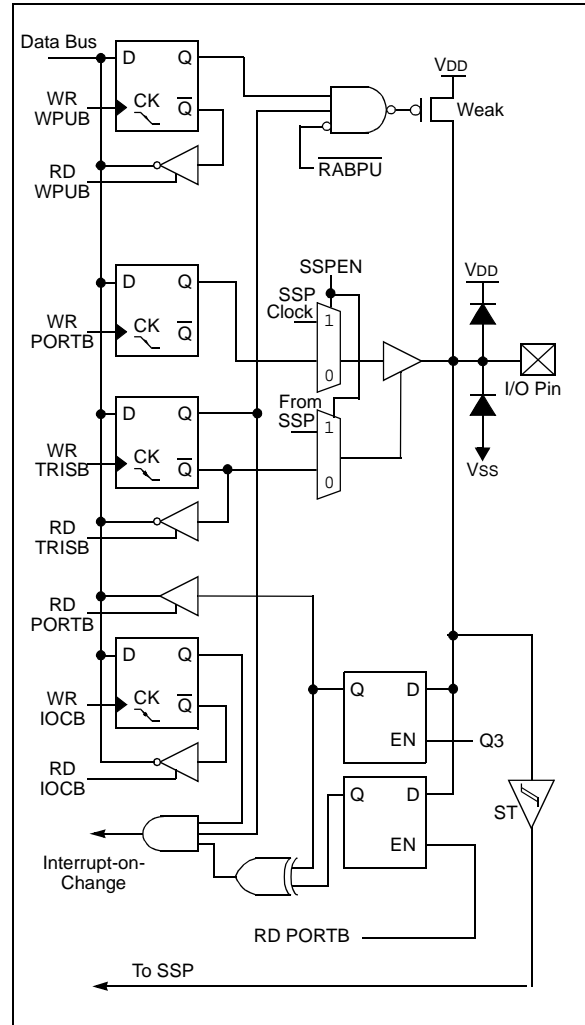 Data Bus
D Q
VDD
WR
WPUB
CK
Q̅
Weak
RD
WPUB
R̅A̅B̅P̅U̅
SSPEN
D Q
SSP
Clock
1
VDD
WR
PORTB
CK
Q̅
0
I/O Pin
D Q
From
SSP
1
WR
TRISB
CK
Q̅
0
VSS
RD
TRISB
RD
PORTB
D Q
WR
IOCB
CK
Q̅
Q D
EN
Q3
RD
IOCB
Q D
ST
EN
Interrupt-on-
Change
RD PORTB
To SSP